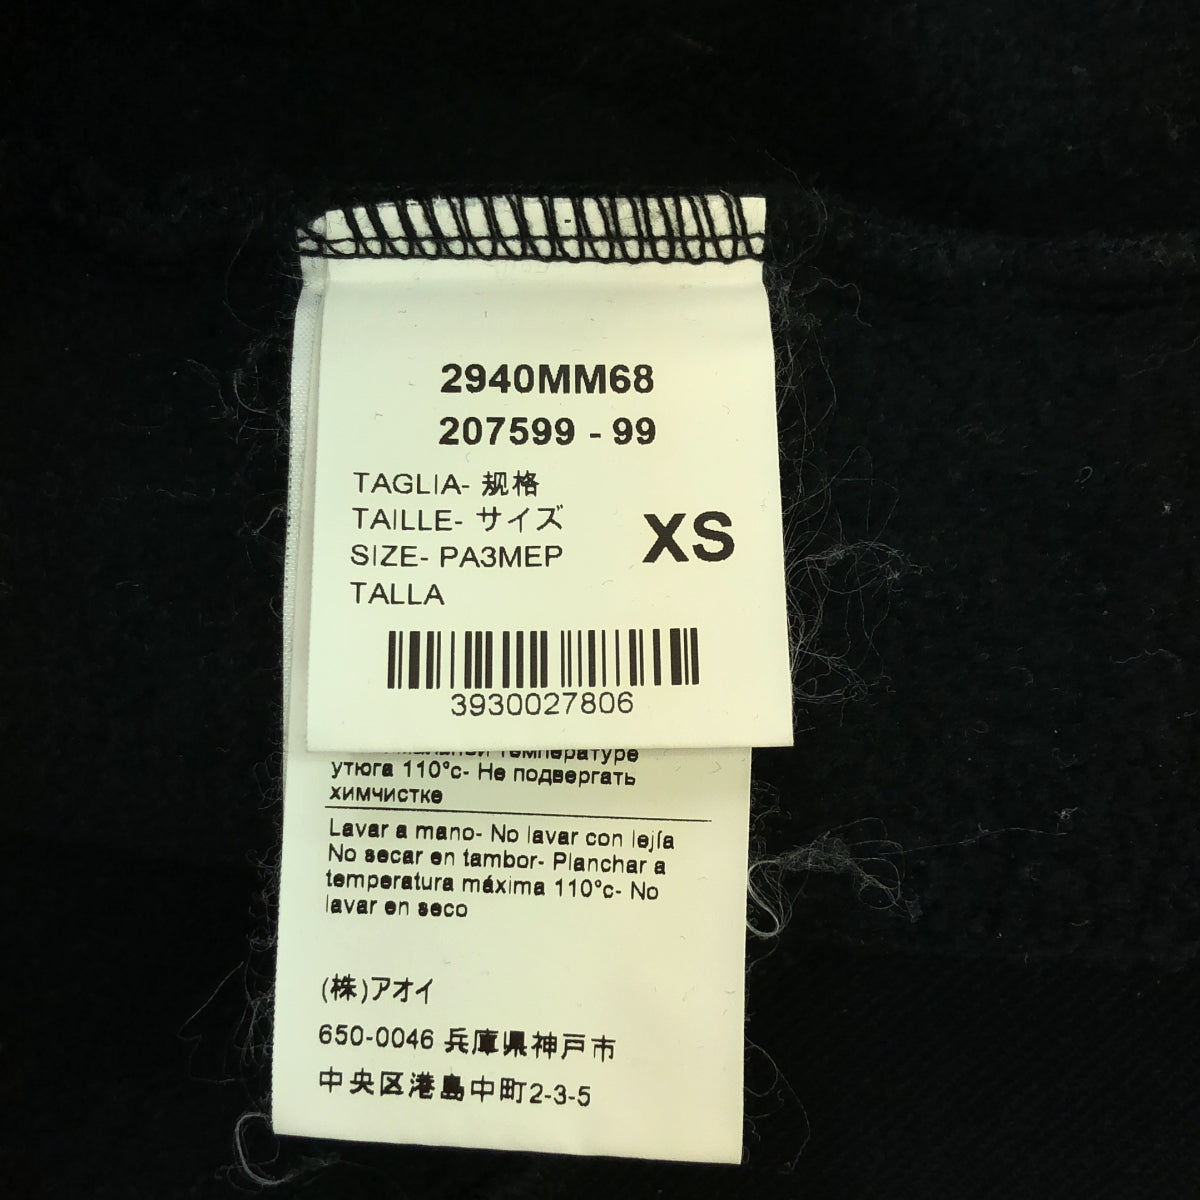 2940MM68
207599 - 99
TAGLIA- 规格
TAILLE- サイズ
SIZE- РАЗМЕР
TALLA
XS
3930027806
температуре
утюга 110°c- Не подвергать
химчистке
Lavar a mano- No lavar con lejía
No secar en tambor- Planchar a
temperatura máxima 110°c- No
lavar en seco
(株)アオイ
650-0046 兵庫県神戸市
中央区港島中町2-3-5